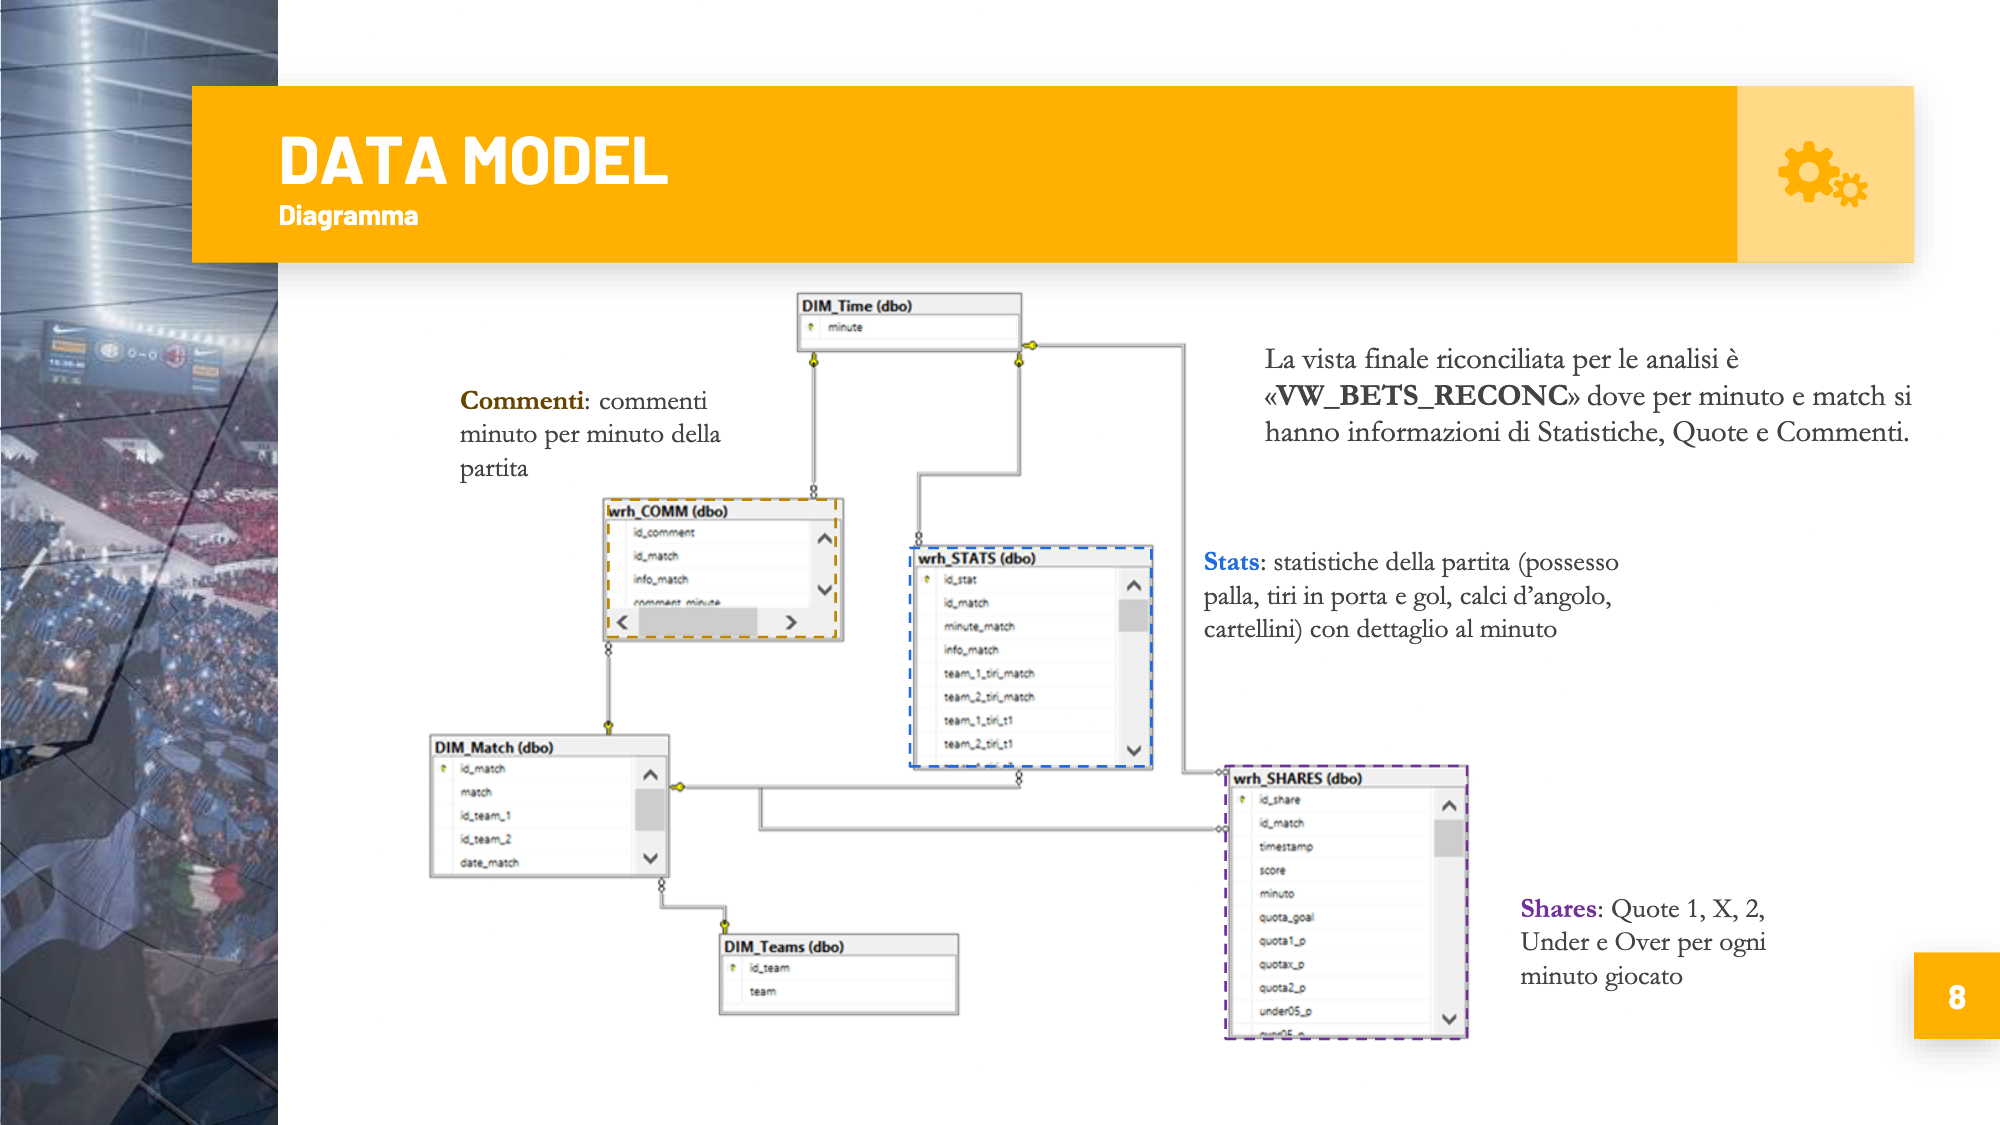 DATA MODEL
Diagramma
DIM_Time (dbo)
minute
La vista finale riconciliata per le analisi è
«VW_BETS_RECONC» dove per minuto e match si
hanno informazioni di Statistiche, Quote e Commenti.
Commenti: commenti
minuto per minuto della
partita
wrh_COMM (dbo)
id_comment
id_match
info_match
comment_minute
wrh_STATS (dbo)
id_stat
id_match
minute_match
info_match
team_1_tiri_match
team_2_tiri_match
team_1_tiri_t1
team_2_tiri_t1
Stats: statistiche della partita (possesso
palla, tiri in porta e gol, calci d’angolo,
cartellini) con dettaglio al minuto
DIM_Match (dbo)
id_match
match
id_team_1
id_team_2
date_match
wrh_SHARES (dbo)
id_share
id_match
timestamp
score
minuto
quota_goal
quota1_p
quotax_p
quota2_p
under05_p
over05_p
DIM_Teams (dbo)
id_team
team
Shares: Quote 1, X, 2,
Under e Over per ogni
minuto giocato
8
0-0